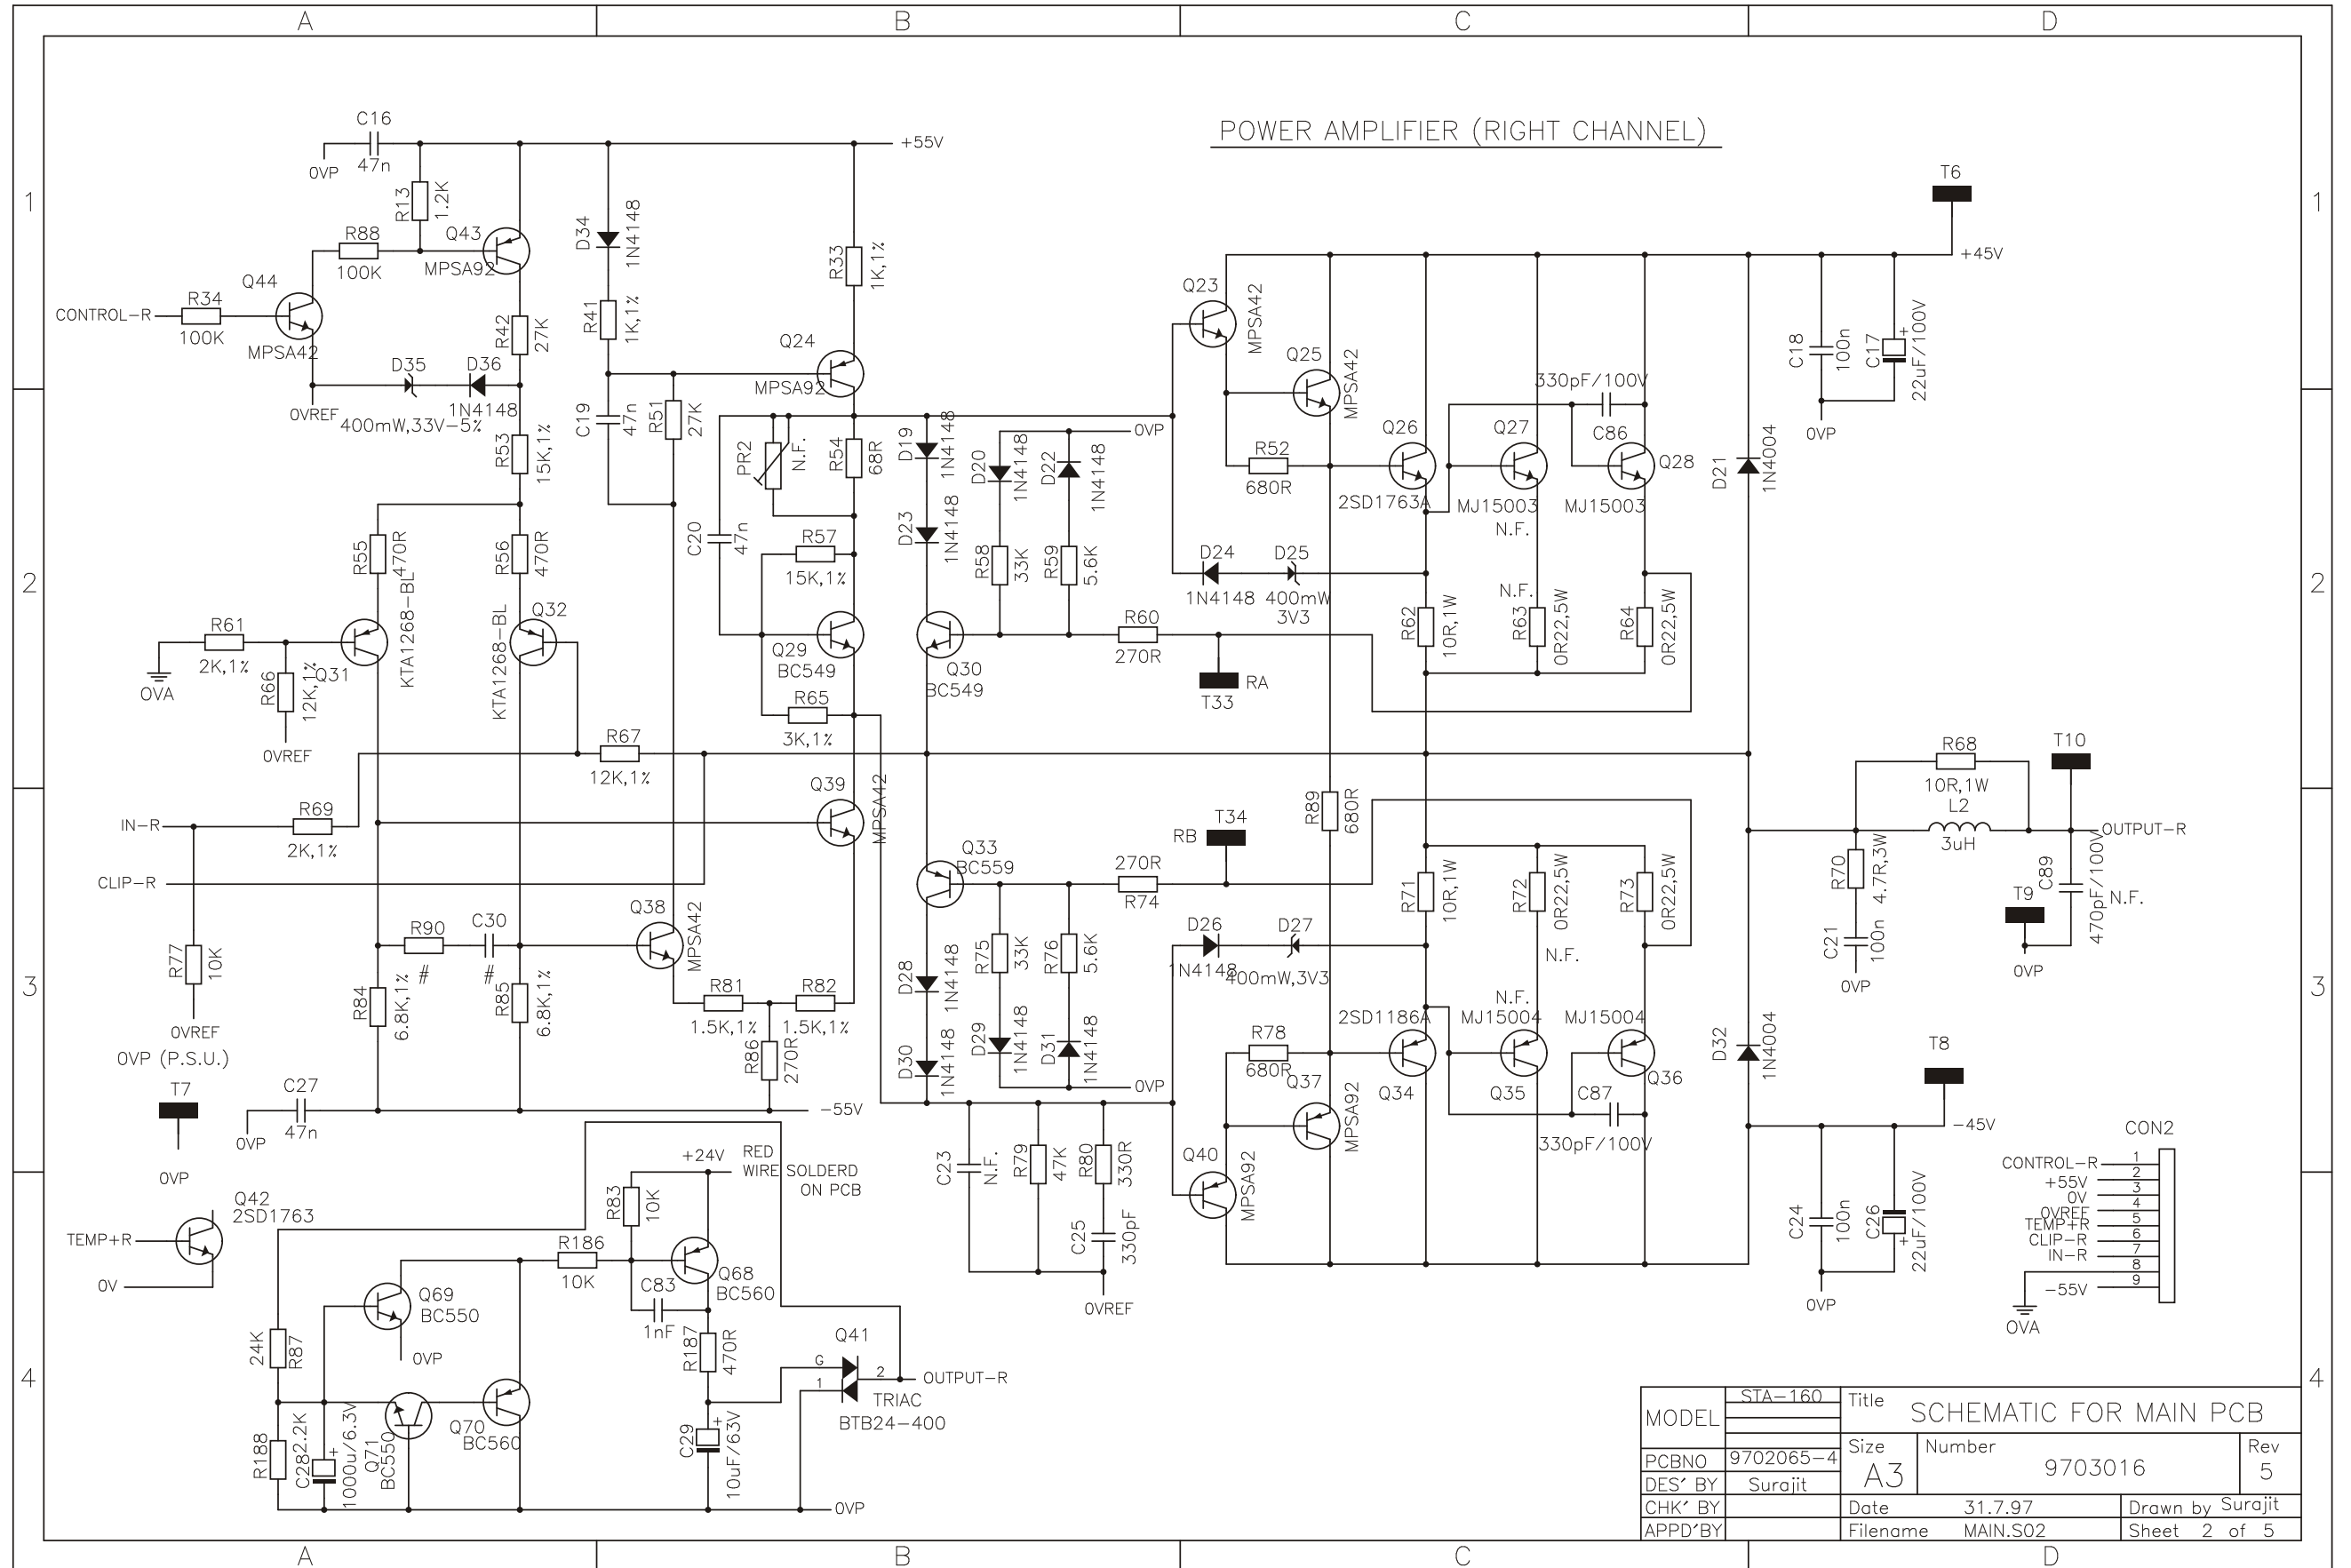 A B C D
POWER AMPLIFIER (RIGHT CHANNEL)
1
C16
47n
0VP
+55V
R13
1.2K
R88
100K
Q43
MPSA92
Q44
MPSA42
CONTROL-R
R34
100K
R42
27K
D35
400mW,33V-5%
D36
1N4148
0VREF
R53
15K,1%
D34
1N4148
R41
1K,1%
R33
1K,1%
Q24
MPSA92
C19
47n
R51
27K
PR2
N.F.
R54
68R
C20
47n
R57
15K,1%
D19
1N4148
D23
1N4148
D20
1N4148
D22
1N4148
0VP
R58
33K
R59
5.6K
Q23
MPSA42
Q25
MPSA42
R52
680R
Q26
2SD1763A
Q27
MJ15003
N.F.
330pF/100V
C86
Q28
MJ15003
D21
1N4004
C18
100n
C17
+
22uF/100V
0VP
T6
+45V
1
2
R55
470R
R56
470R
KTA1268-BL
Q31
KTA1268-BL
Q32
R61
2K,1%
0VA
R66
12K,1%
0VREF
Q29
BC549
R65
3K,1%
Q30
BC549
R60
270R
T33
RA
D24
1N4148
D25
400mW
3V3
R62
10R,1W
N.F.
R63
0R22,5W
R64
0R22,5W
2
R67
12K,1%
R68
10R,1W
L2
3uH
T10
OUTPUT-R
R70
4.7R,3W
C21
100n
0VP
T9
0VP
C89
470pF/100V
N.F.
3
IN-R
R69
2K,1%
CLIP-R
R77
10K
0VREF
0VP (P.S.U.)
T7
0VP
R90
#
C30
#
R84
6.8K,1%
R85
6.8K,1%
C27
47n
0VP
-55V
Q39
MPSA42
Q38
MPSA42
R81
1.5K,1%
R82
1.5K,1%
R86
270R
Q33
BC559
D28
1N4148
D30
1N4148
R75
33K
R76
5.6K
D29
1N4148
D31
1N4148
0VP
270R
R74
RB
T34
R89
680R
D26
1N4148
D27
400mW,3V3
R71
10R,1W
R72
0R22,5W
N.F.
R73
0R22,5W
R78
680R
Q37
MPSA92
2SD1186A
Q34
N.F.
MJ15004
Q35
MJ15004
Q36
C87
330pF/100V
D32
1N4004
T8
-45V
3
C23
N.F.
R79
47K
R80
330R
C25
330pF
0VREF
Q40
MPSA92
C24
100n
C26
+
22uF/100V
0VP
CON2
CONTROL-R 1
+55V 2
0V 3
0VREF 4
TEMP+R 5
CLIP-R 6
IN-R 7
8
-55V 9
0VA
4
Q42
2SD1763
TEMP+R
0V
+24V
RED
WIRE SOLDERD
ON PCB
R83
10K
R186
10K
Q68
BC560
C83
1nF
Q69
BC550
0VP
24K
R87
R187
470R
Q41
G
1
2
OUTPUT-R
TRIAC
BTB24-400
R188
2.2K
C28
+
1000u/6.3V
Q71
BC550
Q70
BC560
C29
+
10uF/63V
0VP
4
MODEL STA-160
Title SCHEMATIC FOR MAIN PCB
PCBNO 9702065-4
Size A3
Number 9703016
Rev 5
DES' BY Surajit
CHK' BY
Date 31.7.97
Drawn by Surajit
APPD'BY
Filename MAIN.S02
Sheet 2 of 5
A B C D